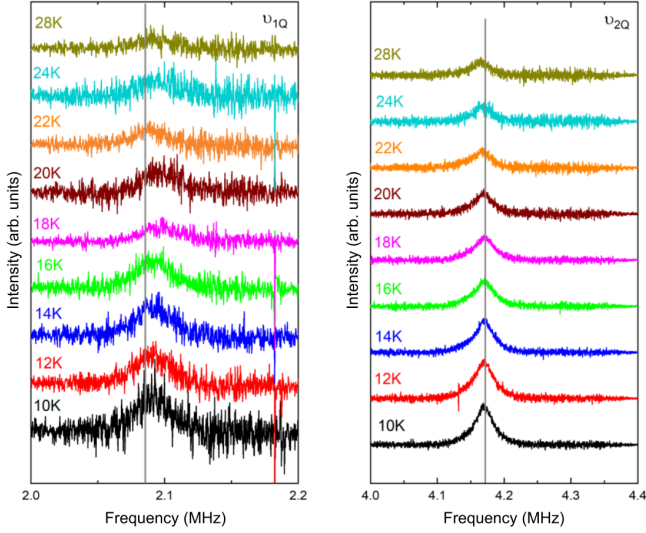 υ1Q
28K
24K
22K
20K
18K
16K
14K
12K
10K
Intensity (arb. units)
2.0
2.1
2.2
Frequency (MHz)
υ2Q
28K
24K
22K
20K
18K
16K
14K
12K
10K
Intensity (arb. units)
4.0
4.1
4.2
4.3
4.4
Frequency (MHz)